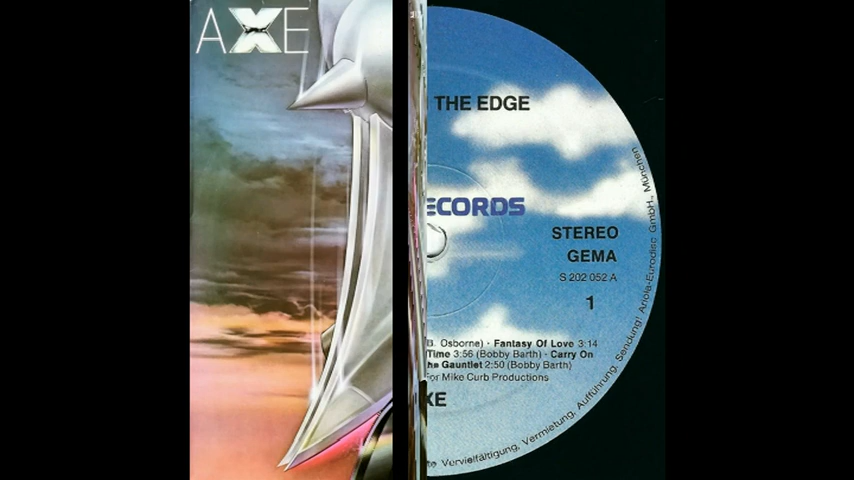 AXE
THE EDGE
ECORDS
STEREO
GEMA
S 202 052 A
1
B. Osborne) · Fantasy Of Love 3:14
Time 3:56 (Bobby Barth) · Carry On
he Gauntlet 2:50 (Bobby Barth)
For Mike Curb Productions
XE
te Vervielfältigung, Vermietung, Aufführung, Sendung! Ariola-Eurodisc GmbH., München